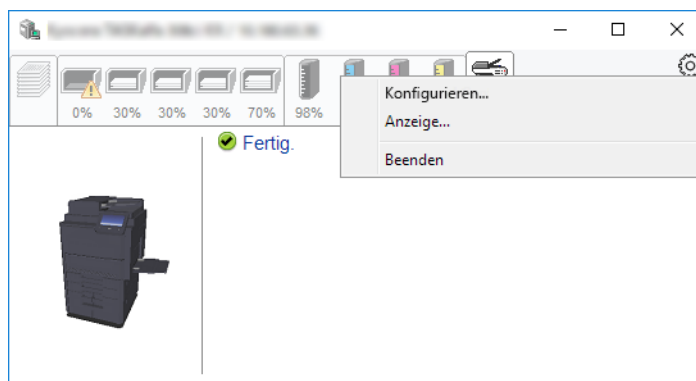 0% 30% 30% 30% 70% 98%
Konfigurieren...
Anzeige...
Beenden
Fertig.